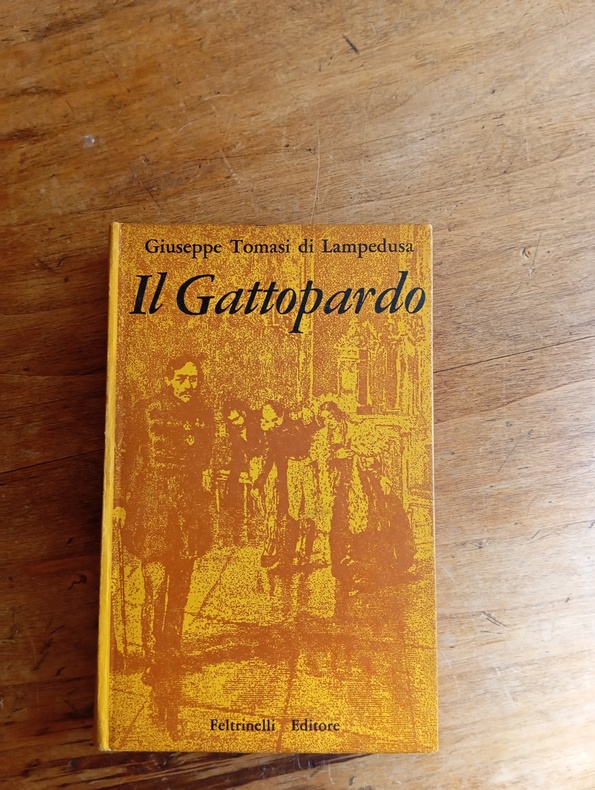 Giuseppe Tomasi di Lampedusa
Il Gattopardo
Feltrinelli Editore